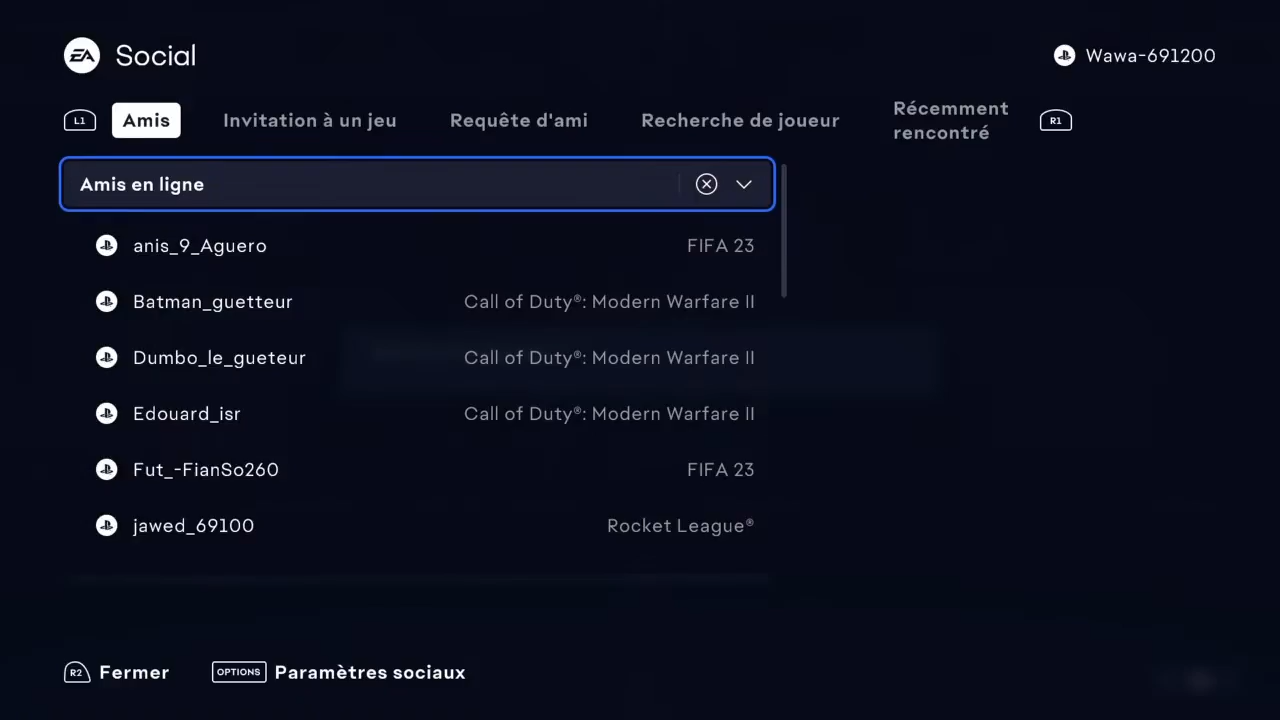 EA Social
Wawa-691200
L1 Amis Invitation à un jeu Requête d'ami Recherche de joueur Récemment
rencontré R1
Amis en ligne
anis_9_Aguero FIFA 23
Batman_guetteur Call of Duty®: Modern Warfare II
Dumbo_le_gueteur Call of Duty®: Modern Warfare II
Edouard_isr Call of Duty®: Modern Warfare II
Fut_-FianSo260 FIFA 23
jawed_69100 Rocket League®
R2 Fermer OPTIONS Paramètres sociaux